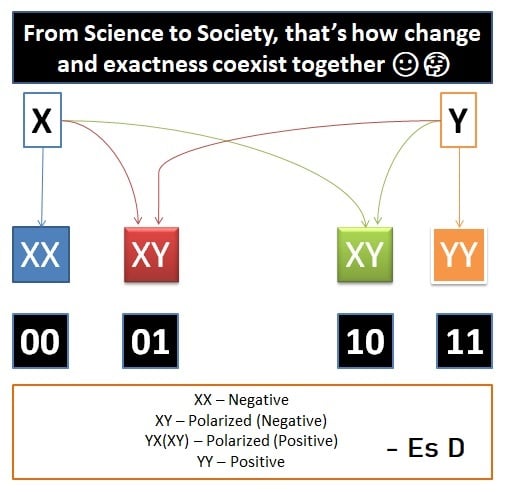 From Science to Society, that's how change
and exactness coexist together
X
Y
XX
XY
XY
YY
00
01
10
11
XX – Negative
XY – Polarized (Negative)
YX(XY) – Polarized (Positive)
YY – Positive
- Es D